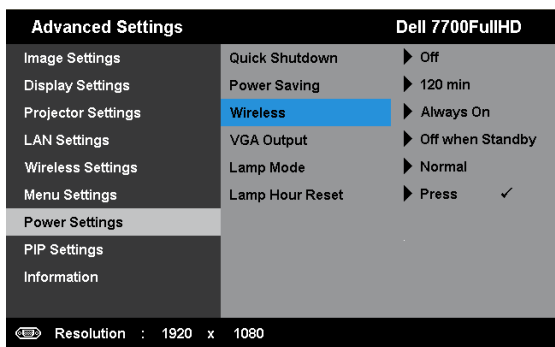 Advanced Settings Dell 7700FullHD
Image Settings Quick Shutdown Off
Display Settings Power Saving 120 min
Projector Settings Wireless Always On
LAN Settings VGA Output Off when Standby
Wireless Settings Lamp Mode Normal
Menu Settings Lamp Hour Reset Press ✓
Power Settings
PIP Settings
Information
Resolution : 1920 x 1080